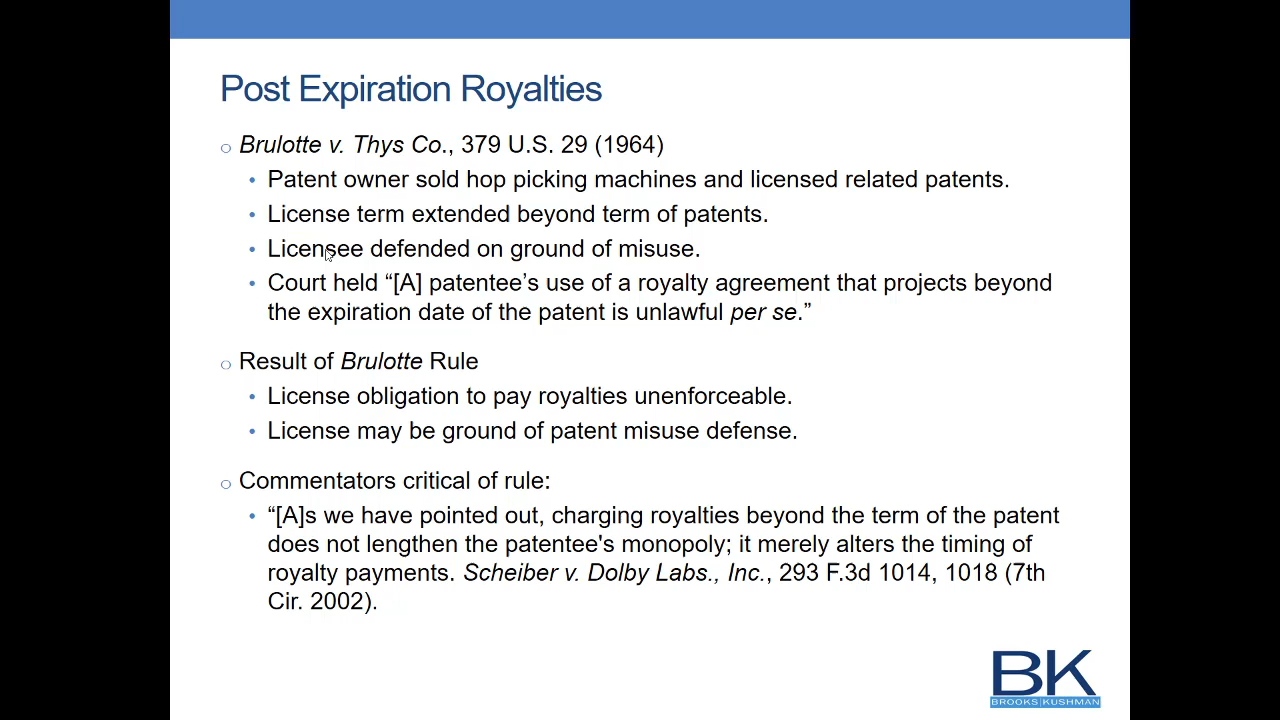 Post Expiration Royalties
○ Brulotte v. Thys Co., 379 U.S. 29 (1964)
• Patent owner sold hop picking machines and licensed related patents.
• License term extended beyond term of patents.
• Licensee defended on ground of misuse.
• Court held “[A] patentee’s use of a royalty agreement that projects beyond
the expiration date of the patent is unlawful per se.”
○ Result of Brulotte Rule
• License obligation to pay royalties unenforceable.
• License may be ground of patent misuse defense.
○ Commentators critical of rule:
• “[A]s we have pointed out, charging royalties beyond the term of the patent
does not lengthen the patentee's monopoly; it merely alters the timing of
royalty payments. Scheiber v. Dolby Labs., Inc., 293 F.3d 1014, 1018 (7th
Cir. 2002).
BK
BROOKS|KUSHMAN